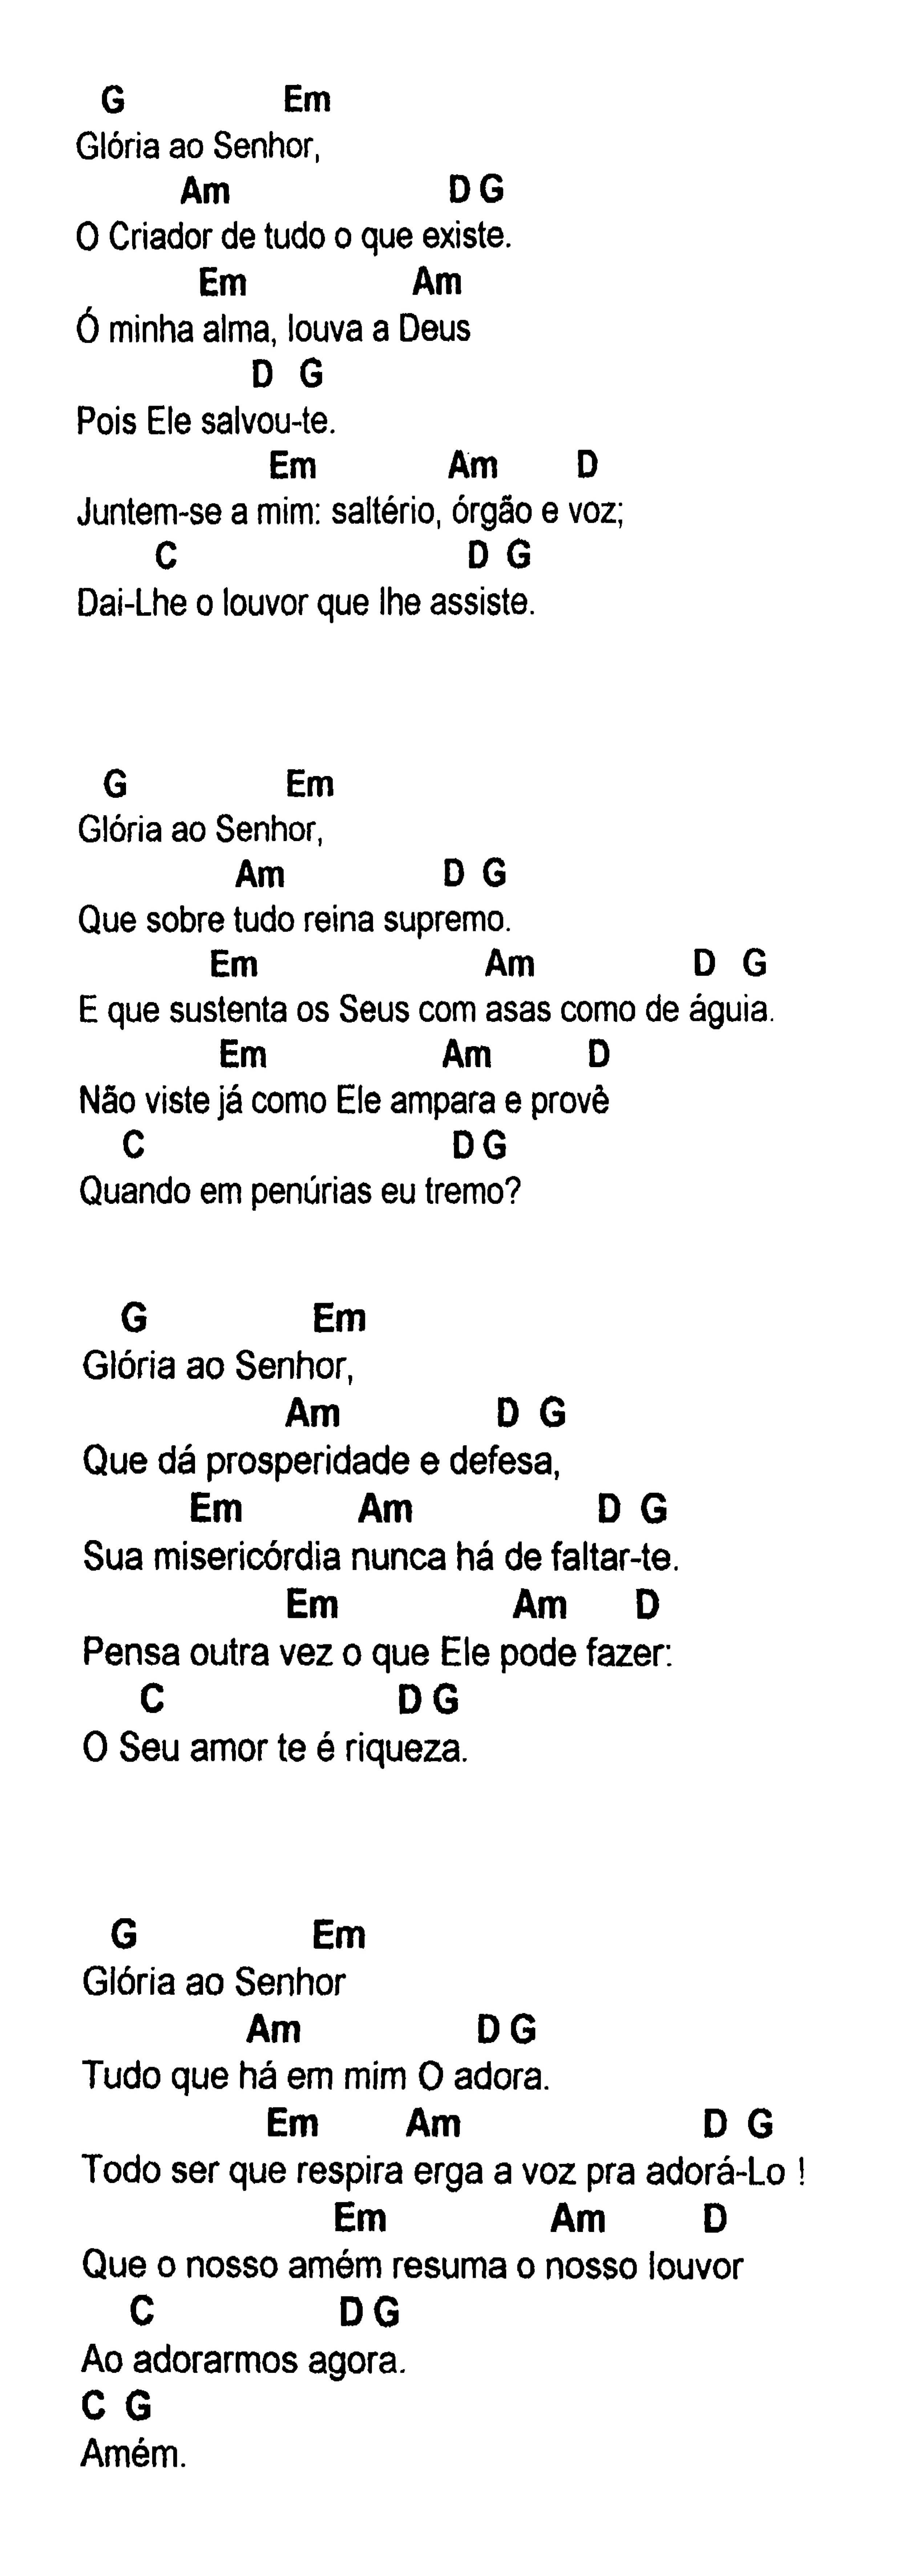 G Em
Glória ao Senhor,
Am D G
O Criador de tudo o que existe.
Em Am
Ó minha alma, louva a Deus
D G
Pois Ele salvou-te.
Em Am D
Juntem-se a mim: saltério, órgão e voz;
C D G
Dai-Lhe o louvor que lhe assiste.
G Em
Glória ao Senhor,
Am D G
Que sobre tudo reina supremo.
Em Am D G
E que sustenta os Seus com asas como de águia.
Em Am D
Não viste já como Ele ampara e provê
C D G
Quando em penúrias eu tremo?
G Em
Glória ao Senhor,
Am D G
Que dá prosperidade e defesa,
Em Am D G
Sua misericórdia nunca há de faltar-te.
Em Am D
Pensa outra vez o que Ele pode fazer:
C D G
O Seu amor te é riqueza.
G Em
Glória ao Senhor
Am D G
Tudo que há em mim O adora.
Em Am D G
Todo ser que respira erga a voz pra adorá-Lo !
Em Am D
Que o nosso amém resuma o nosso louvor
C D G
Ao adorarmos agora.
C G
Amém.